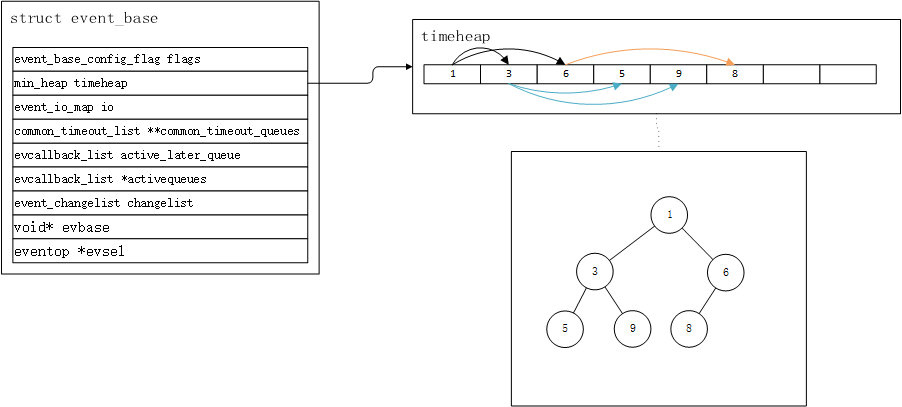 struct event_base
event_base_config_flag flags
min_heap timeheap
event_io_map io
common_timeout_list **common_timeout_queues
evcallback_list active_later_queue
evcallback_list *activequeues
event_changelist changelist
void* evbase
eventop *evsel
timeheap
1 3 6 5 9 8
1
3 6
5 9 8